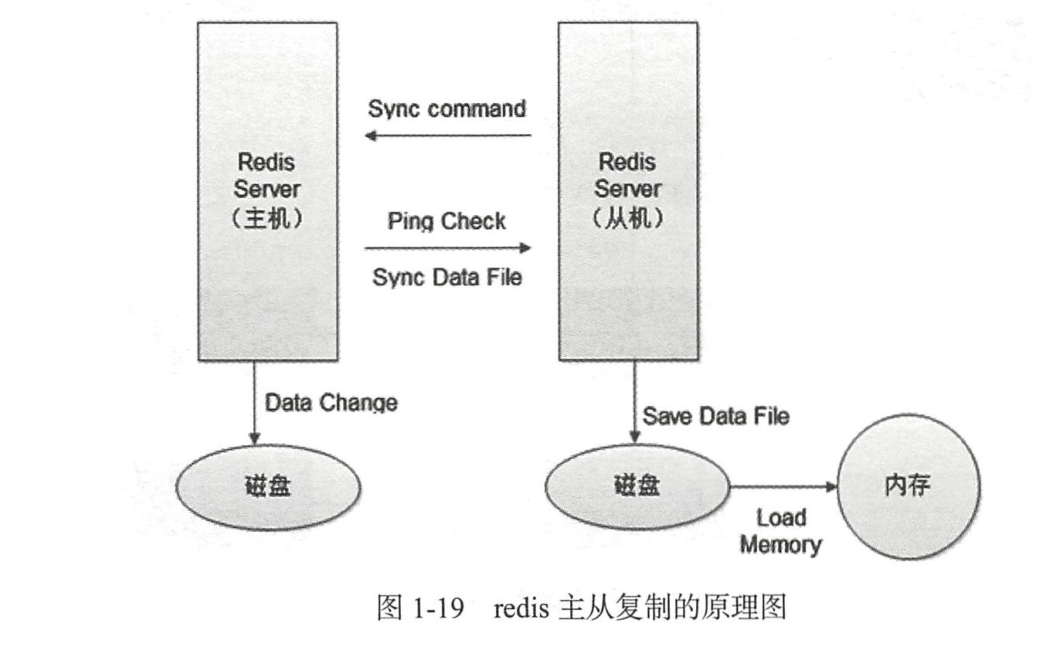 Sync command
Redis
Server
（主机）
Redis
Server
（从机）
Ping Check
Sync Data File
Data Change
Save Data File
磁盘
磁盘
内存
Load
Memory
图 1-19 redis 主从复制的原理图